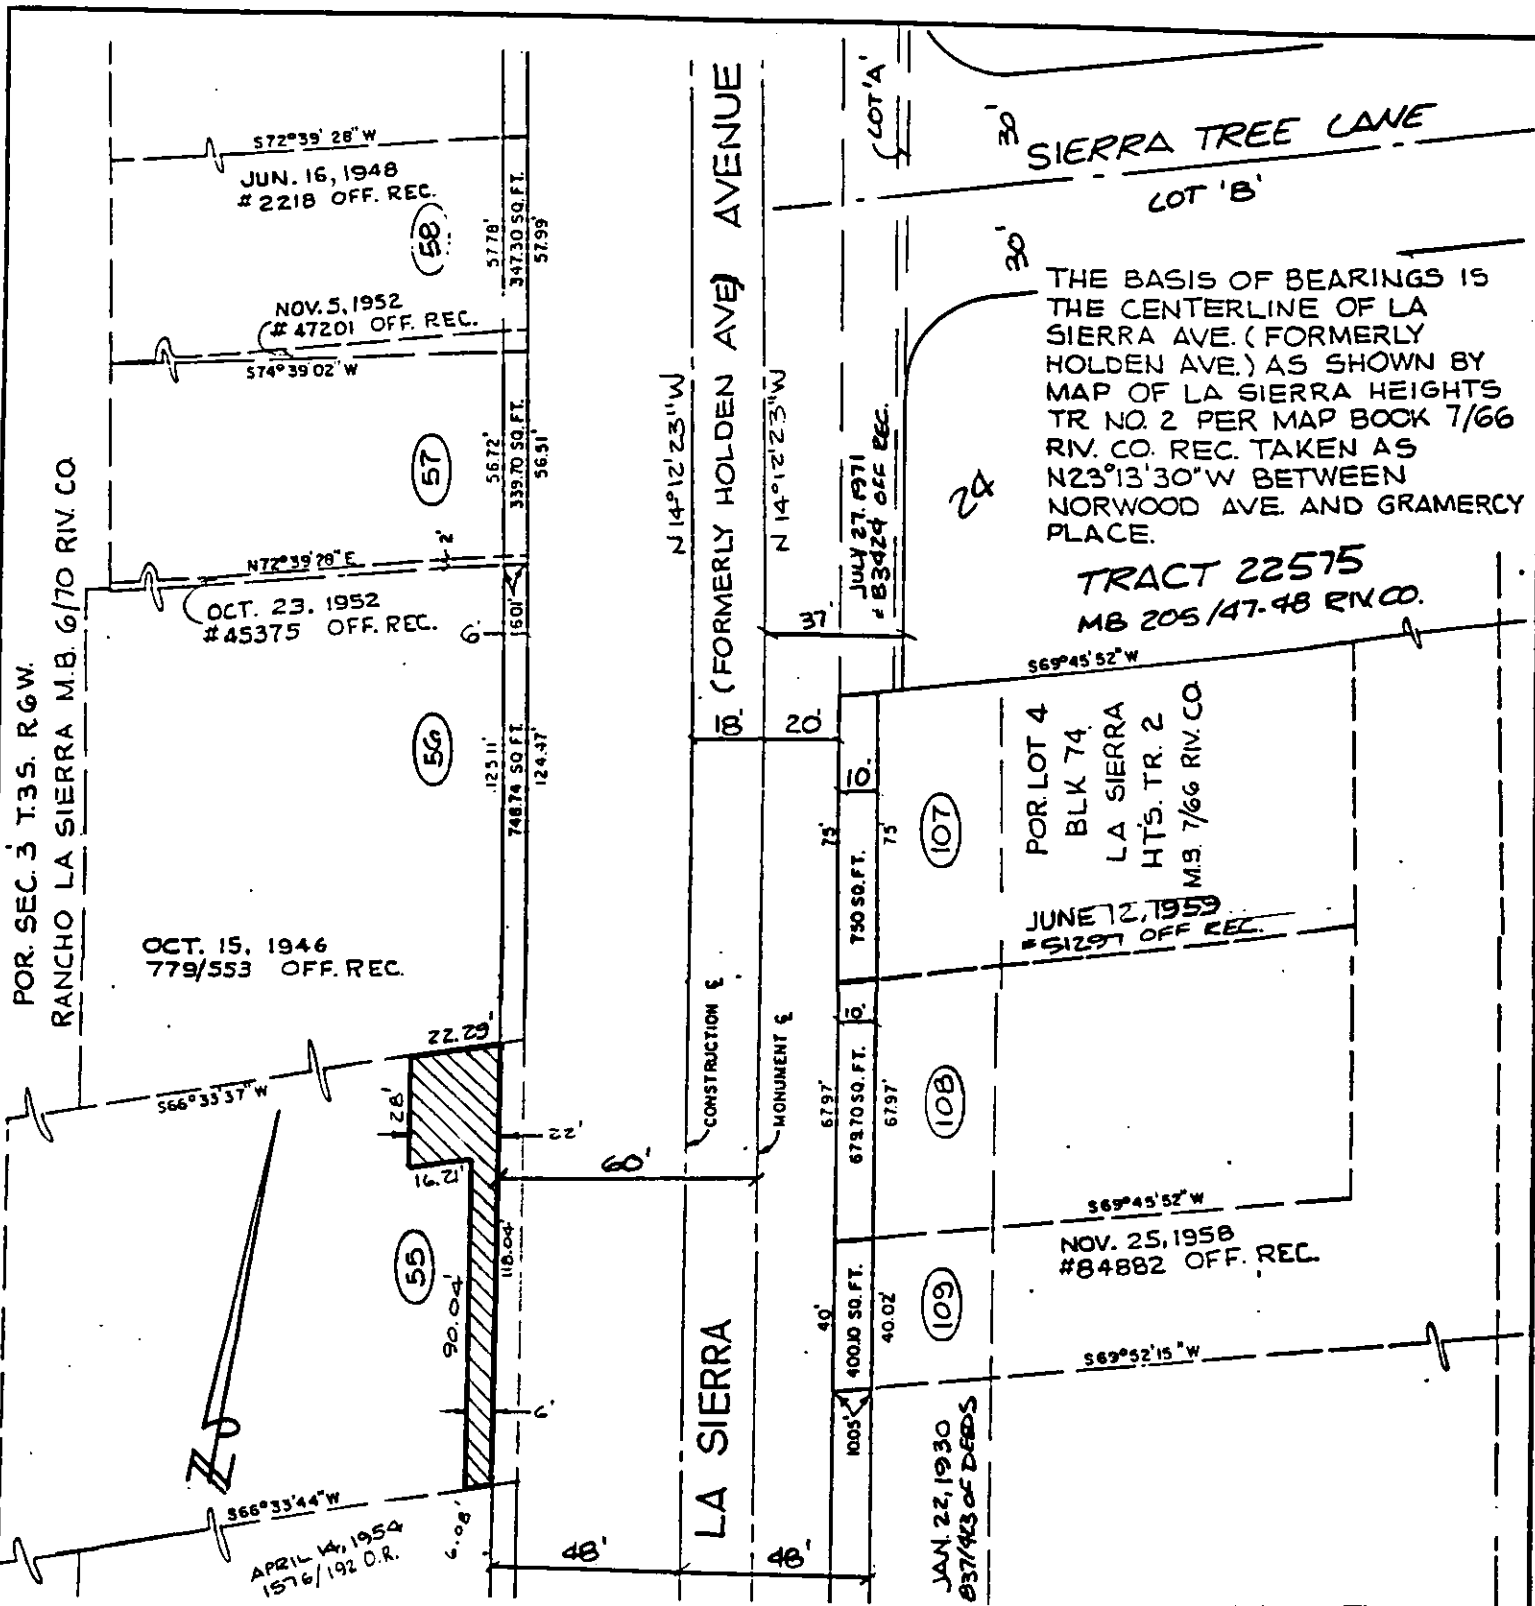 S72°39'28"W
JUN. 16, 1948
#2218 OFF. REC.
58
57.78'
347.30 SQ. FT.
57.99'
NOV. 5, 1952
#47201 OFF. REC.
S74°39'02"W
57
56.72'
339.70 SQ. FT.
56.51'
N72°39'28"E
2'
OCT. 23. 1952
#45375 OFF. REC.
6'
6.01'
POR. SEC. 3 T.3S. R6W.
RANCHO LA SIERRA M.B. 6/70 RIV. CO.
56
125.11'
748.74 SQ. FT.
124.47'
OCT. 15, 1946
779/553 OFF. REC.
22.29'
S66°33'37"W
28'
22'
16.21'
60'
55
118.04'
90.04'
6'
S66°33'44"W
APRIL 14, 1954
1576/192 O.R.
6.08'
48'
48'
LA SIERRA (FORMERLY HOLDEN AVE) AVENUE
N14°12'23"W
N14°12'23"W
CONSTRUCTION ℄
MONUMENT ℄
18'
20'
37'
LOT 'A'
JULY 27, 1971
#83424 OFF REC.
30'
SIERRA TREE LANE
LOT 'B'
30'
THE BASIS OF BEARINGS IS
THE CENTERLINE OF LA
SIERRA AVE. (FORMERLY
HOLDEN AVE.) AS SHOWN BY
MAP OF LA SIERRA HEIGHTS
TR NO. 2 PER MAP BOOK 7/66
RIV. CO. REC. TAKEN AS
N23°13'30"W BETWEEN
NORWOOD AVE. AND GRAMERCY
PLACE.
24
TRACT 22575
MB 205/47-48 RIV. CO.
S69°45'52"W
10'
75'
750 SQ. FT.
75'
107
POR. LOT 4
BLK 74
LA SIERRA
HTS. TR. 2
M.B. 7/66 RIV. CO.
JUNE 12, 1959
#51297 OFF REC.
10'
67.97'
679.70 SQ. FT.
67.97'
108
S69°45'52"W
NOV. 25, 1958
#84882 OFF. REC.
40'
400.10 SQ. FT.
40.02'
109
S69°52'15"W
10.05'
JAN. 22, 1930
837/423 OF DEEDS
N